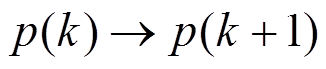 p(k) → p(k + 1)